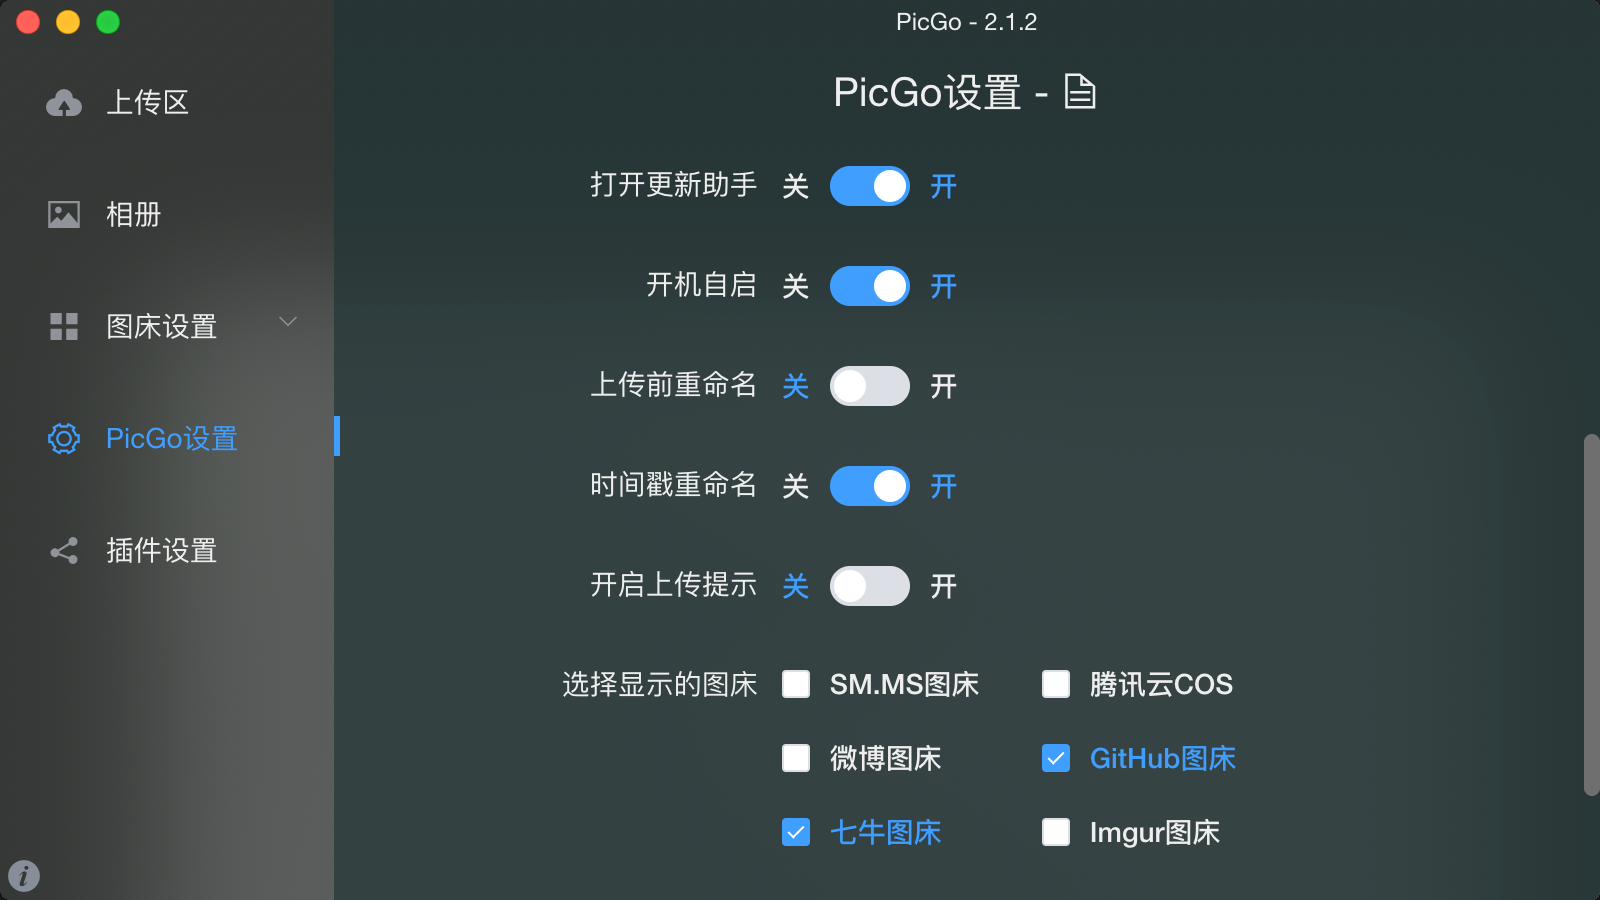 PicGo - 2.1.2
上传区
相册
图床设置
PicGo设置
插件设置
PicGo设置 -
打开更新助手 关 开
开机自启 关 开
上传前重命名 关 开
时间戳重命名 关 开
开启上传提示 关 开
选择显示的图床 SM.MS图床 腾讯云COS
微博图床 GitHub图床
七牛图床 Imgur图床